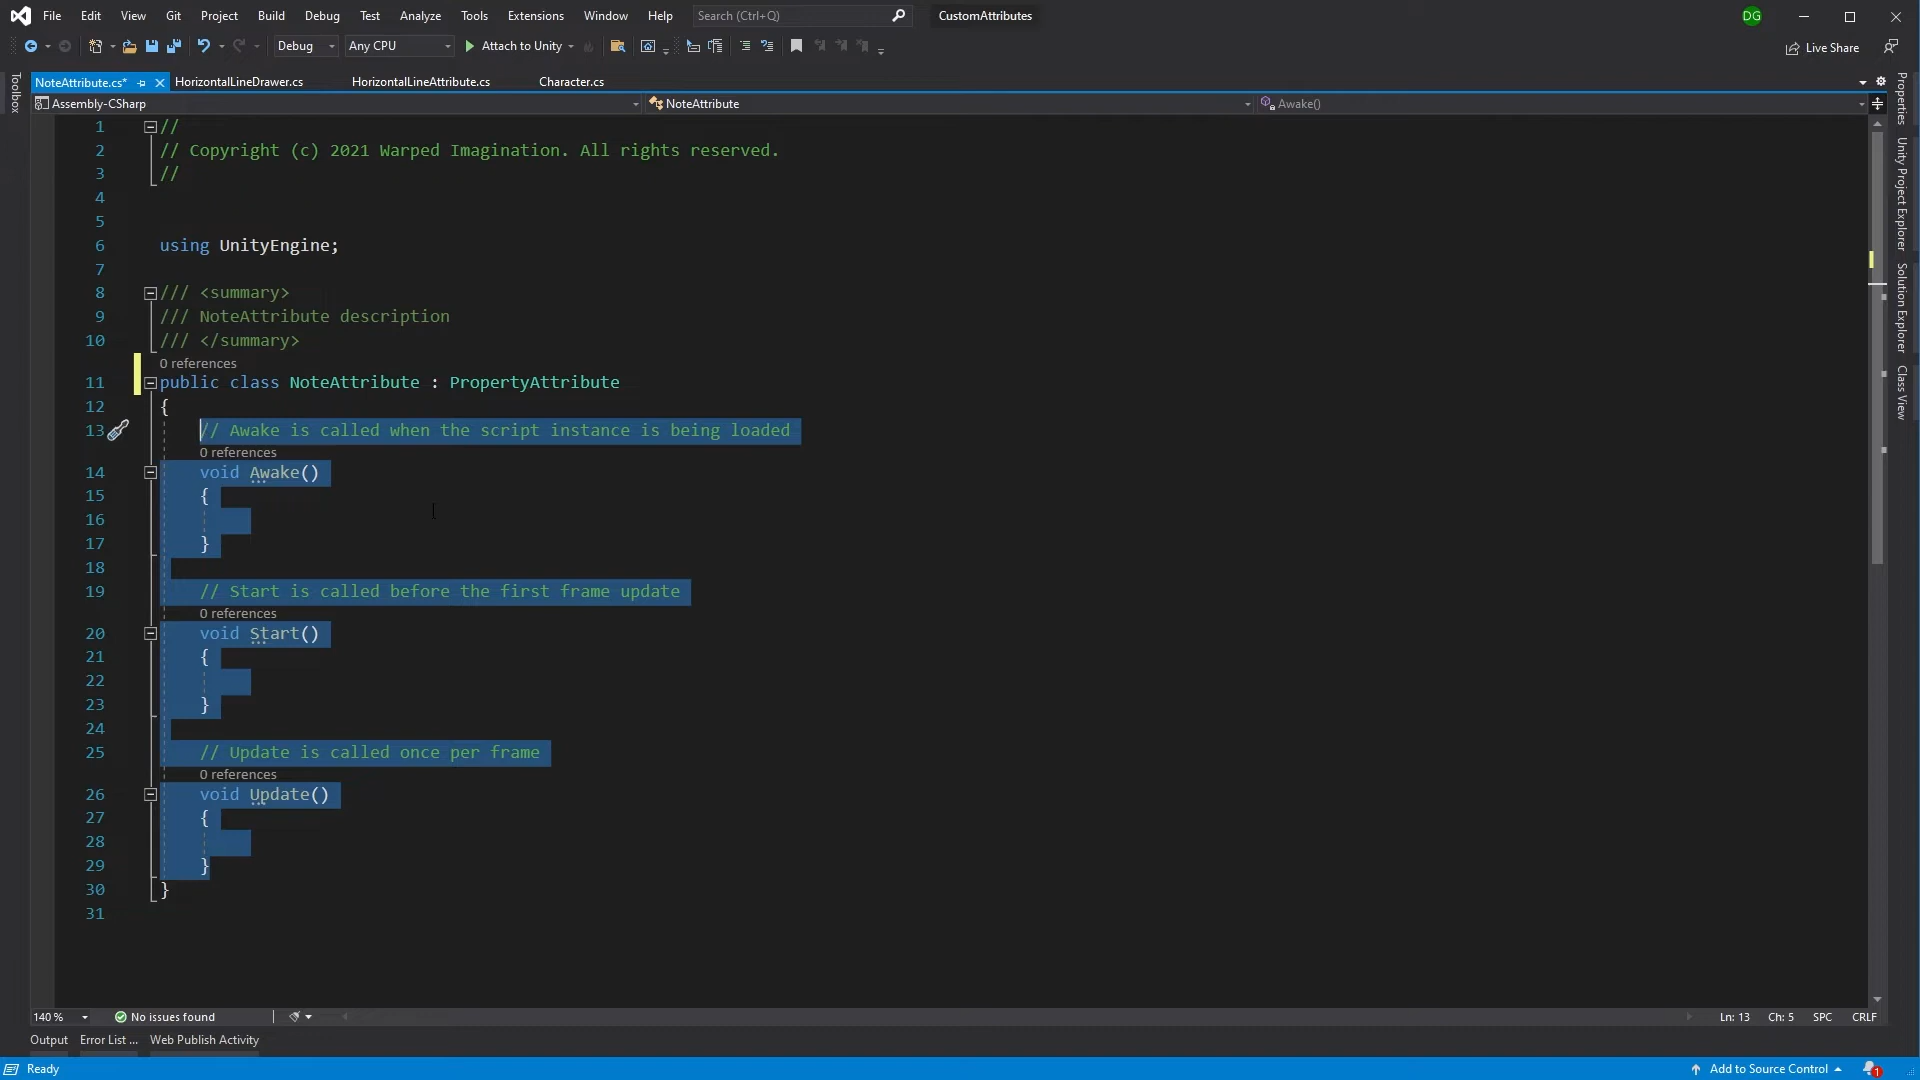 File Edit View Git Project Build Debug Test Analyze Tools Extensions Window Help Search (Ctrl+Q) CustomAttributes DG
Debug Any CPU Attach to Unity Live Share
NoteAttribute.cs* HorizontalLineDrawer.cs HorizontalLineAttribute.cs Character.cs
Assembly-CSharp NoteAttribute Awake()
Toolbox
Properties
Unity Project Explorer
Solution Explorer
Class View
1 //
2 // Copyright (c) 2021 Warped Imagination. All rights reserved.
3 //
4
5
6 using UnityEngine;
7
8 /// <summary>
9 /// NoteAttribute description
10 /// </summary>
0 references
11 public class NoteAttribute : PropertyAttribute
12 {
13 // Awake is called when the script instance is being loaded
0 references
14 void Awake()
15 {
16
17 }
18
19 // Start is called before the first frame update
0 references
20 void Start()
21 {
22
23 }
24
25 // Update is called once per frame
0 references
26 void Update()
27 {
28
29 }
30 }
31
140 % No issues found Ln: 13 Ch: 5 SPC CRLF
Output Error List ... Web Publish Activity
Ready Add to Source Control 1